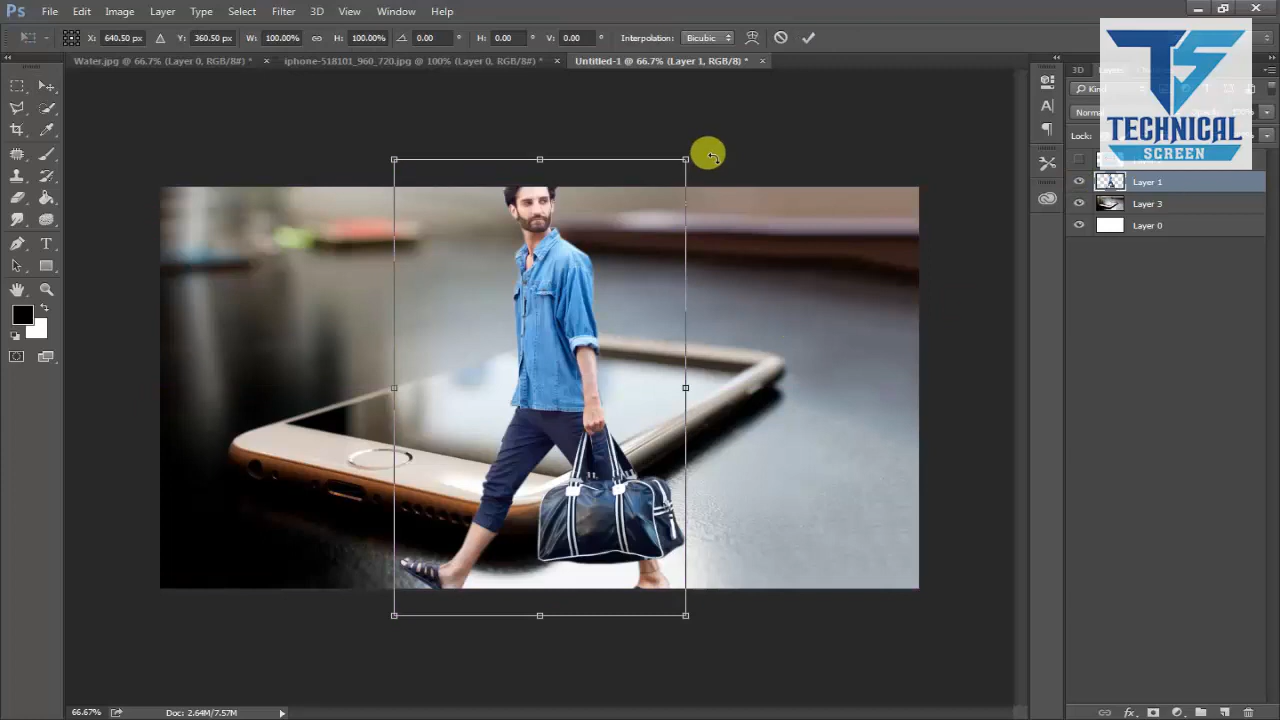 Ps File Edit Image Layer Type Select Filter 3D View Window Help
X: 640.50 px Y: 360.50 px W: 100.00% H: 100.00% 0.00 ° H: 0.00 ° V: 0.00 ° Interpolation: Bicubic
Water.jpg @ 66.7% (Layer 0, RGB/8#) * × iphone-518101_960_720.jpg @ 100% (Layer 0, RGB/8#) * × Untitled-1 @ 66.7% (Layer 1, RGB/8) * ×
3D
Kind
Normal
Lock:
TS
TECHNICAL
SCREEN
Layer 1
Layer 3
Layer 0
66.67% Doc: 2.64M/7.57M